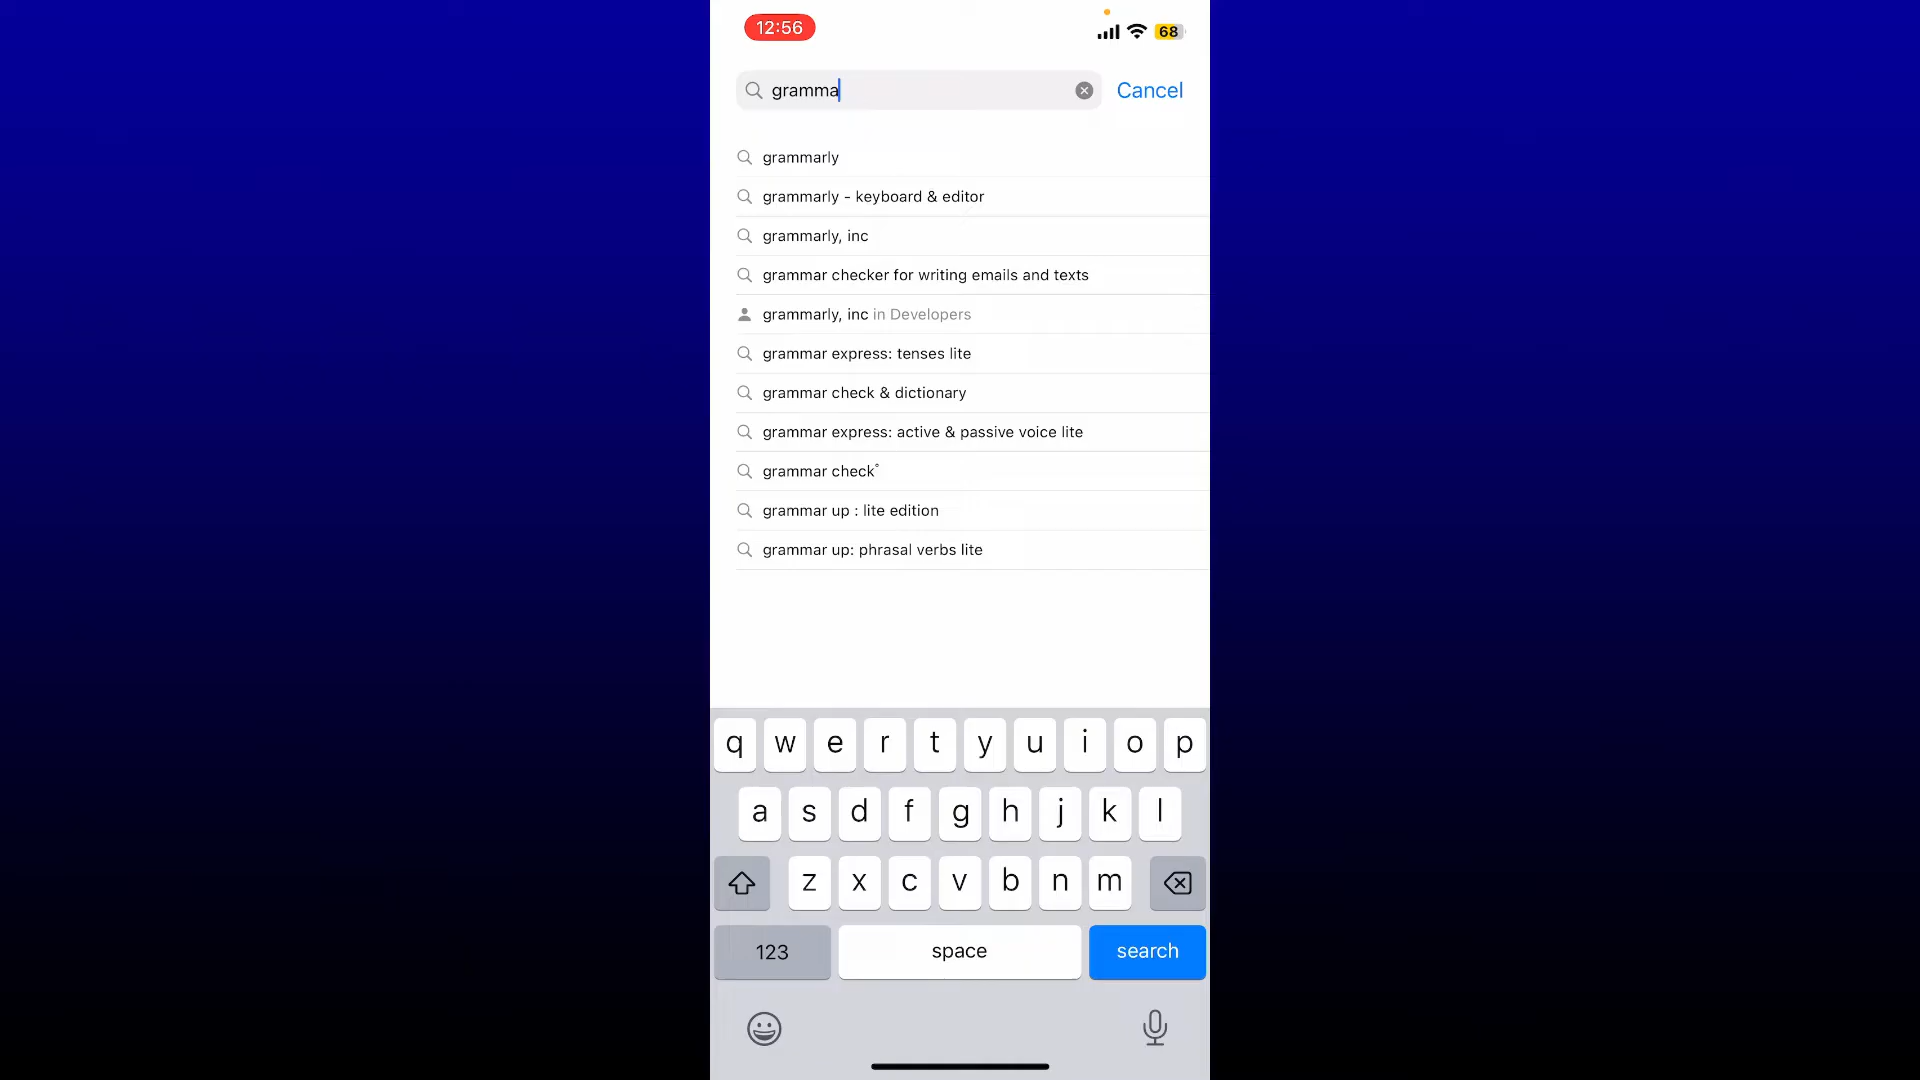 12:56
68
gramma
Cancel
grammarly
grammarly - keyboard & editor
grammarly, inc
grammar checker for writing emails and texts
grammarly, inc in Developers
grammar express: tenses lite
grammar check & dictionary
grammar express: active & passive voice lite
grammar check°
grammar up : lite edition
grammar up: phrasal verbs lite
q w e r t y u i o p
a s d f g h j k l
z x c v b n m
123 space search